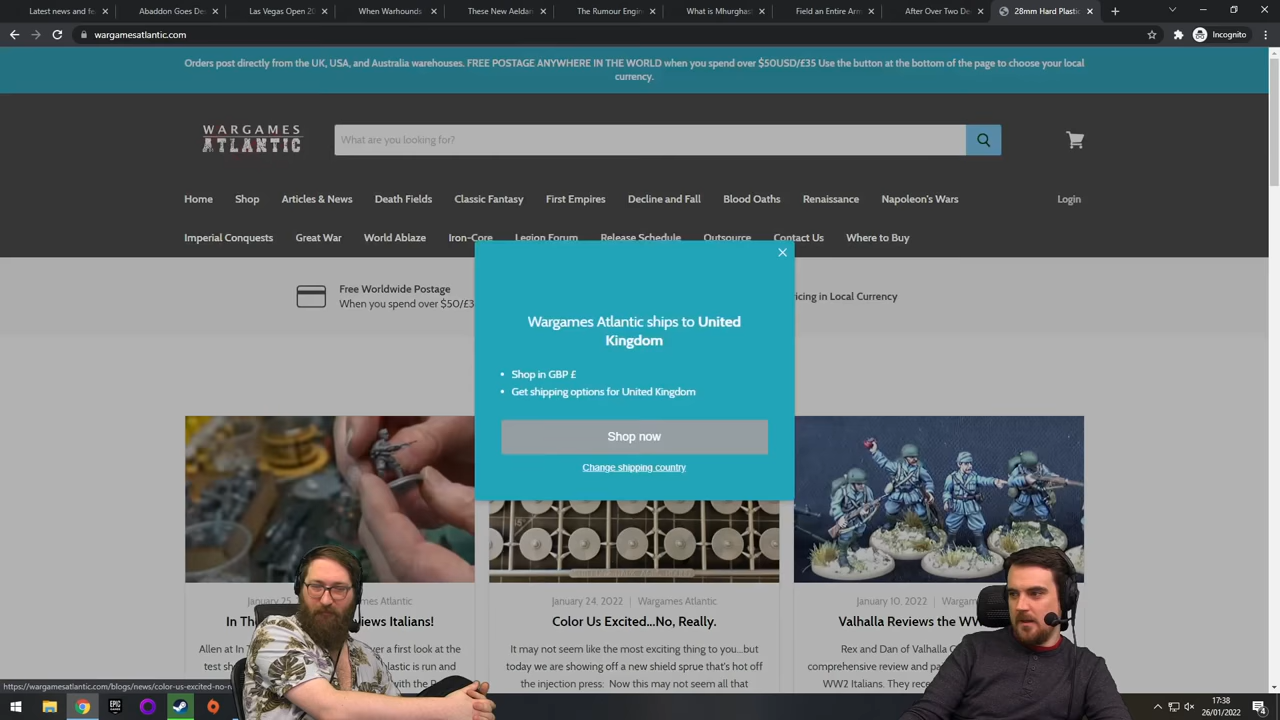 Latest news and fe
Abaddon Goes De
Las Vegas Open 20
When Warhounds
These New Aeldari
The Rumour Engin
What is Mhurghast
Field an Entire Arm
After Over Two De
28mm Hard Plastic
wargamesatlantic.com
Incognito
Orders post directly from the UK, USA, and Australia warehouses. FREE POSTAGE ANYWHERE IN THE WORLD when you spend over $50USD/£35 Use the button at the bottom of the page to choose your local
currency.
WARGAMES
ATLANTIC
What are you looking for?
Home Shop Articles & News Death Fields Classic Fantasy First Empires Decline and Fall Blood Oaths Renaissance Napoleon's Wars Login
Imperial Conquests Great War World Ablaze Iron-Core Legion Forum Release Schedule Outsource Contact Us Where to Buy
Free Worldwide Postage
When you spend over $50/£3
icing in Local Currency
Wargames Atlantic ships to United
Kingdom
• Shop in GBP £
• Get shipping options for United Kingdom
Shop now
Change shipping country
January 25, mes Atlantic
In Th views Italians!
Allen at In T ver a first look at the
test sh lastic is run and
with the R
January 24, 2022 | Wargames Atlantic
Color Us Excited...No, Really.
It may not seem like the most exciting thing to you...but
today we are showing off a new shield sprue that's hot off
the injection press: Now this may not seem all that
January 10, 2022 | Wargam
Valhalla Reviews the WW
Rex and Dan of Valhalla
comprehensive review and pa
WW2 Italians. They rece
https://wargamesatlantic.com/blogs/news/color-us-excited-no-r
EPIC
17:38
26/01/2022
4